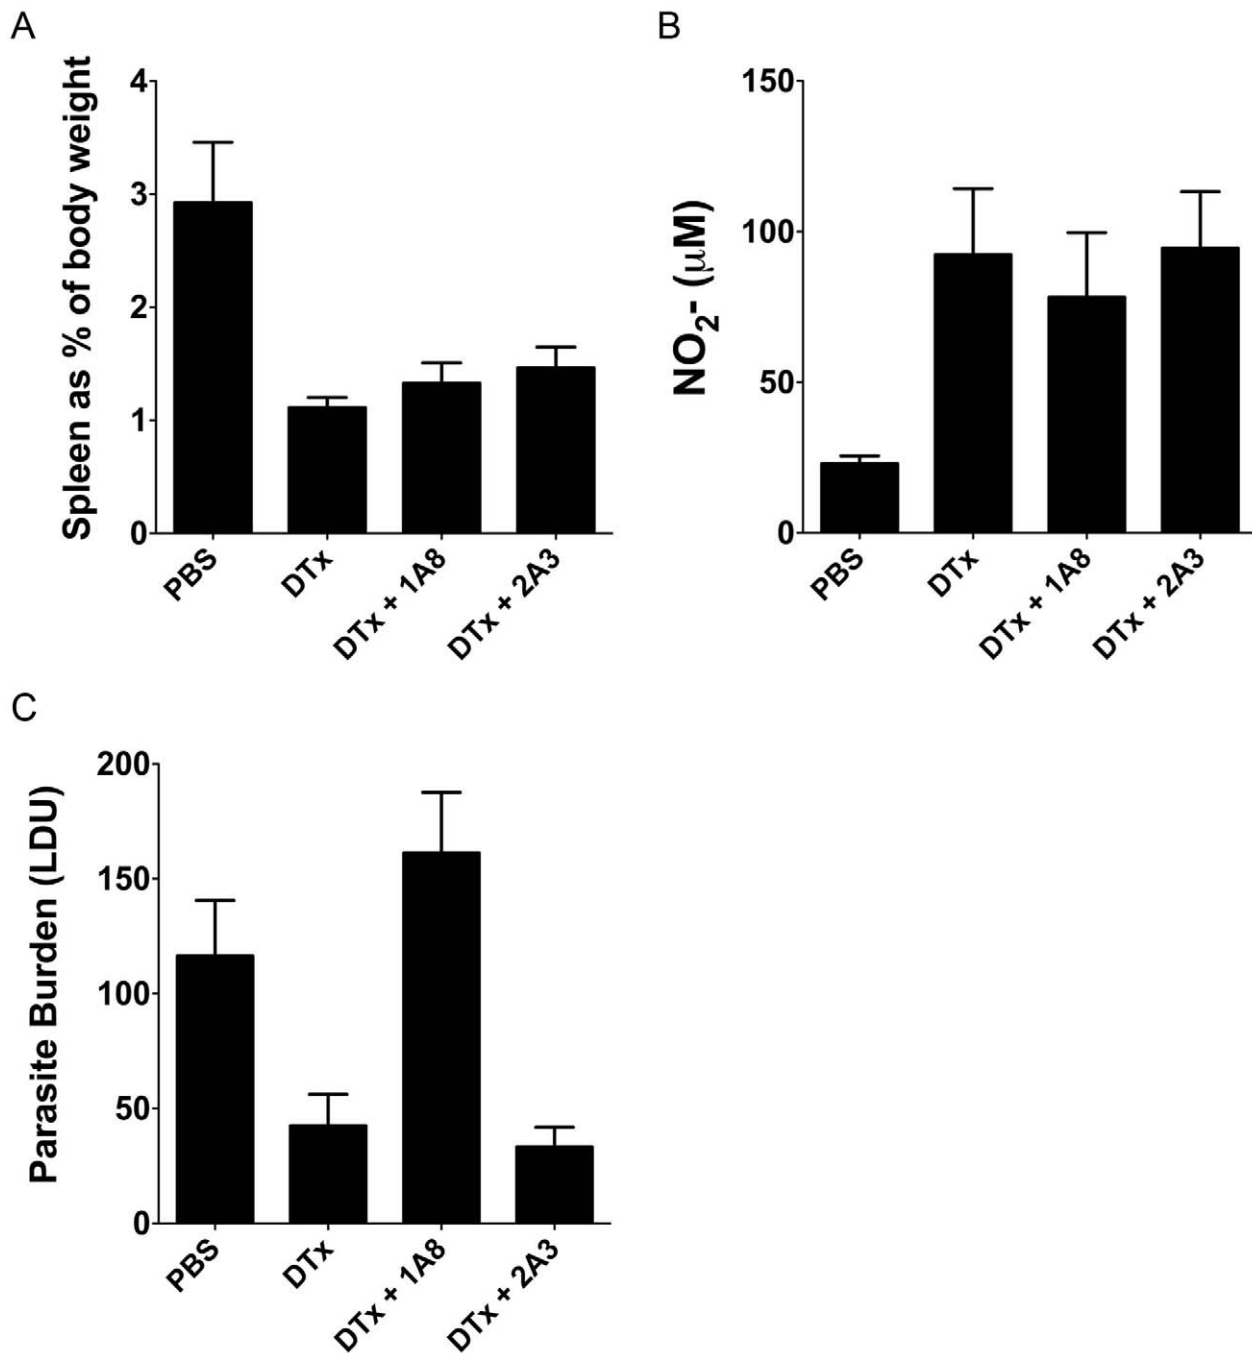 A
Spleen as % of body weight
4
3
2
1
0
PBS
DTx
DTx + 1A8
DTx + 2A3
B
NO2- (μM)
150
100
50
0
PBS
DTx
DTx + 1A8
DTx + 2A3
C
Parasite Burden (LDU)
200
150
100
50
0
PBS
DTx
DTx + 1A8
DTx + 2A3